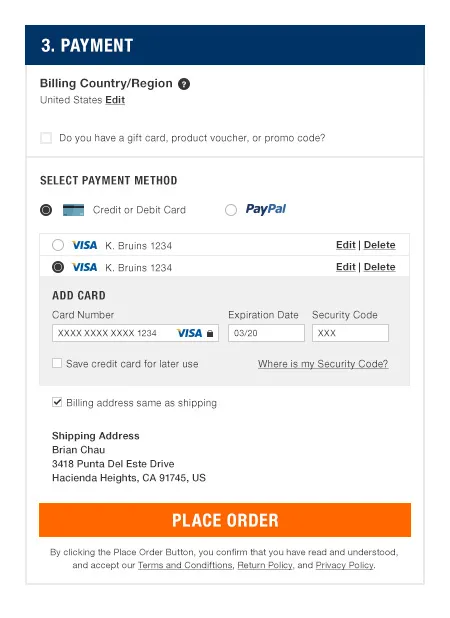 3. PAYMENT
Billing Country/Region ?
United States Edit
Do you have a gift card, product voucher, or promo code?
SELECT PAYMENT METHOD
Credit or Debit Card PayPal
VISA K. Bruins 1234 Edit | Delete
VISA K. Bruins 1234 Edit | Delete
ADD CARD
Card Number Expiration Date Security Code
XXXX XXXX XXXX 1234 VISA 03/20 XXX
Save credit card for later use Where is my Security Code?
Billing address same as shipping
Shipping Address
Brian Chau
3418 Punta Del Este Drive
Hacienda Heights, CA 91745, US
PLACE ORDER
By clicking the Place Order Button, you confirm that you have read and understood,
and accept our Terms and Condiftions, Return Policy, and Privacy Policy.